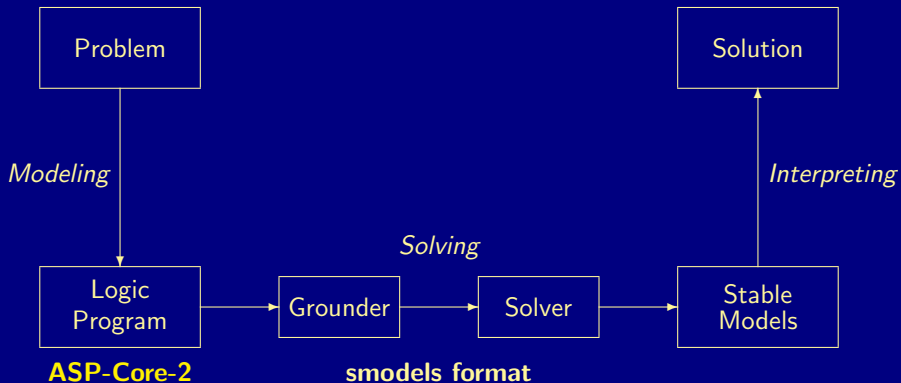 Problem
Solution
Modeling
Interpreting
Solving
Logic
Program
Grounder
Solver
Stable
Models
ASP-Core-2
smodels format